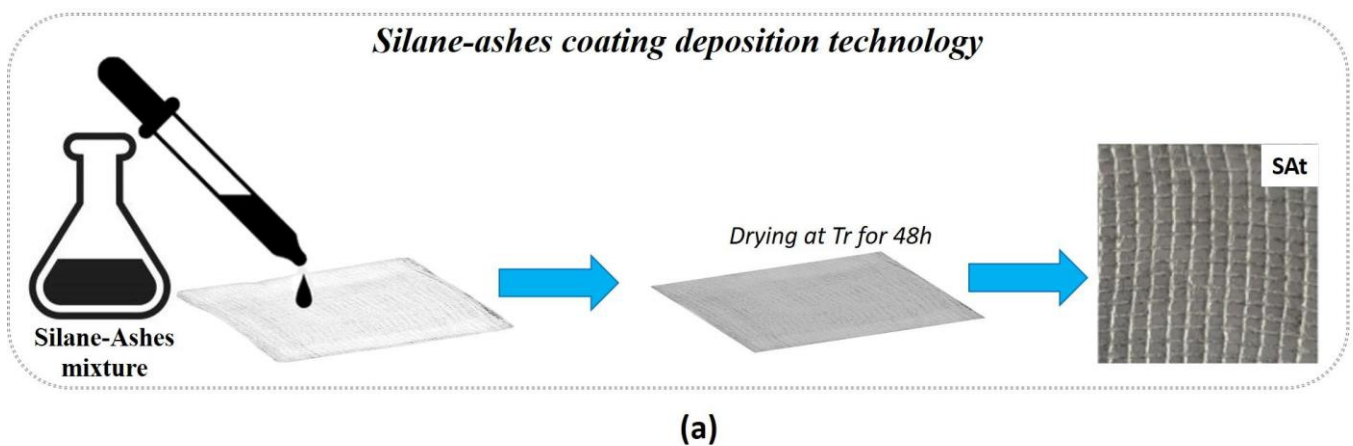 Silane-ashes coating deposition technology
SAt
Drying at Tr for 48h
Silane-Ashes
mixture
(a)